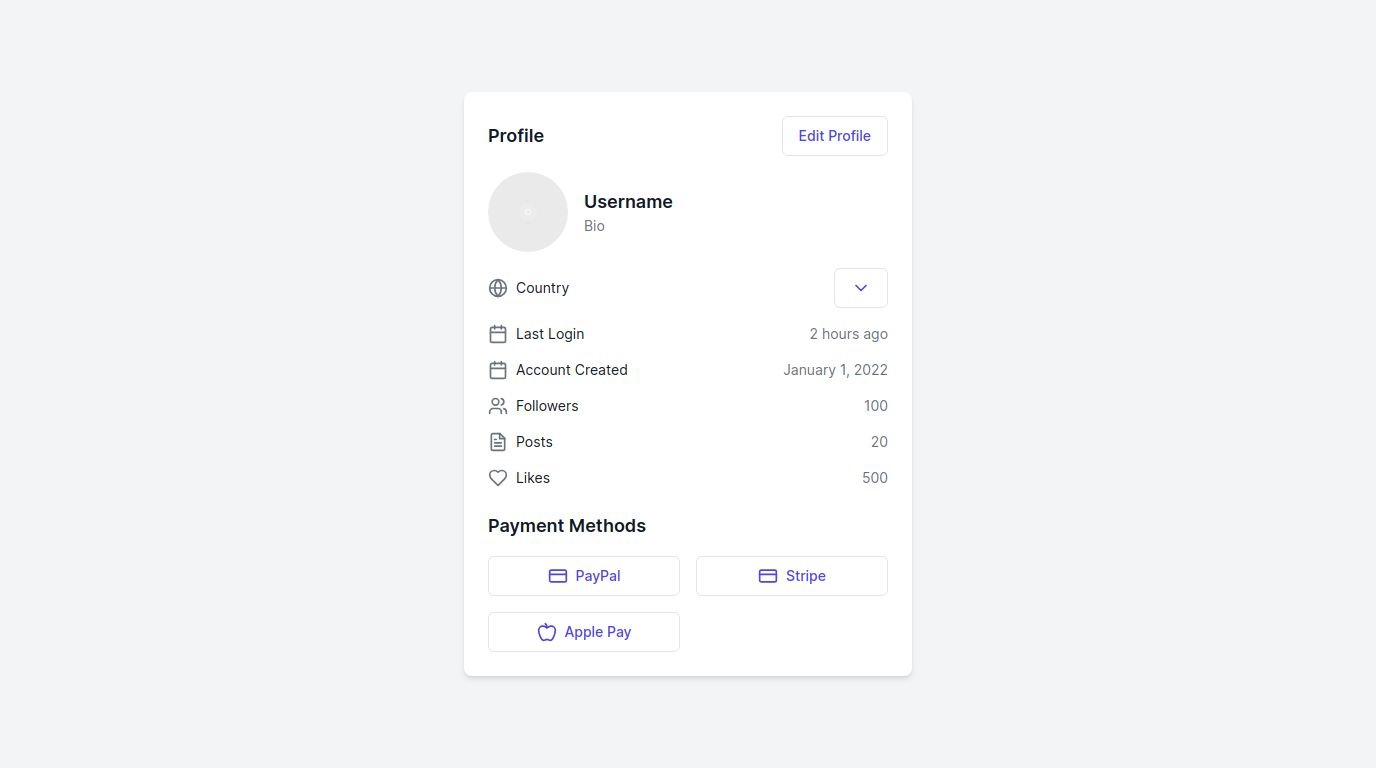 Profile
Edit Profile
Username
Bio
Country
Last Login
2 hours ago
Account Created
January 1, 2022
Followers
100
Posts
20
Likes
500
Payment Methods
PayPal
Stripe
Apple Pay